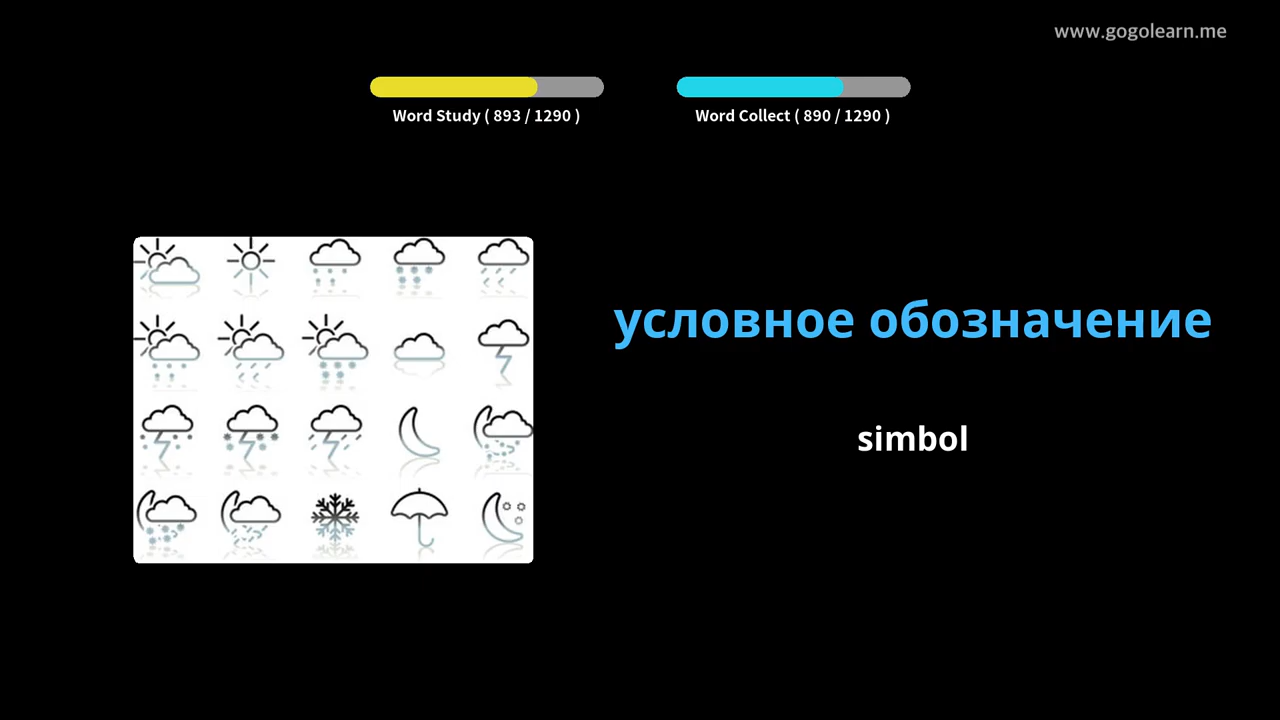 www.gogolearn.me
Word Study ( 893 / 1290 )
Word Collect ( 890 / 1290 )
условное обозначение
simbol